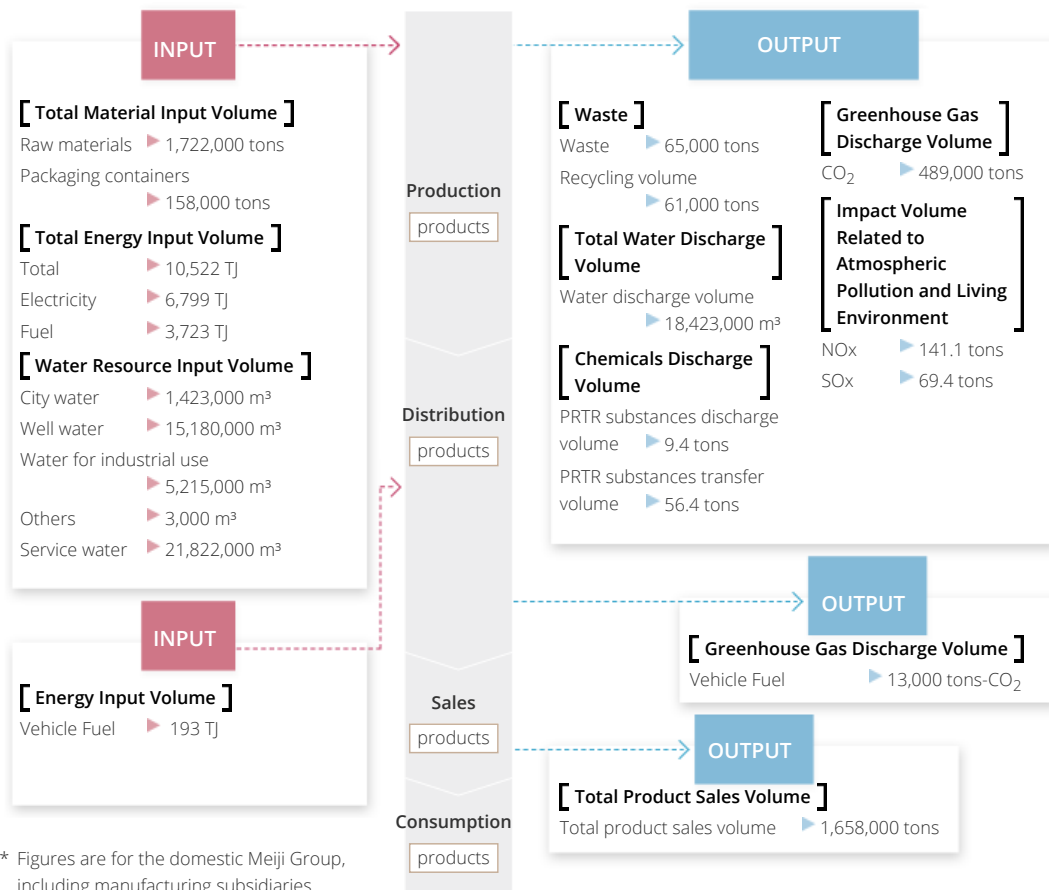 INPUT
[ Total Material Input Volume ]
Raw materials 1,722,000 tons
Packaging containers
158,000 tons
[ Total Energy Input Volume ]
Total 10,522 TJ
Electricity 6,799 TJ
Fuel 3,723 TJ
[ Water Resource Input Volume ]
City water 1,423,000 m³
Well water 15,180,000 m³
Water for industrial use
5,215,000 m³
Others 3,000 m³
Service water 21,822,000 m³
INPUT
[ Energy Input Volume ]
Vehicle Fuel 193 TJ
* Figures are for the domestic Meiji Group,
including manufacturing subsidiaries
Production
products
Distribution
products
Sales
products
Consumption
products
OUTPUT
[ Waste ]
Waste 65,000 tons
Recycling volume
61,000 tons
[ Total Water Discharge
Volume ]
Water discharge volume
18,423,000 m³
[ Chemicals Discharge
Volume ]
PRTR substances discharge
volume 9.4 tons
PRTR substances transfer
volume 56.4 tons
[ Greenhouse Gas
Discharge Volume ]
CO₂ 489,000 tons
[ Impact Volume
Related to
Atmospheric
Pollution and Living
Environment ]
NOx 141.1 tons
SOx 69.4 tons
OUTPUT
[ Greenhouse Gas Discharge Volume ]
Vehicle Fuel 13,000 tons-CO₂
OUTPUT
[ Total Product Sales Volume ]
Total product sales volume 1,658,000 tons